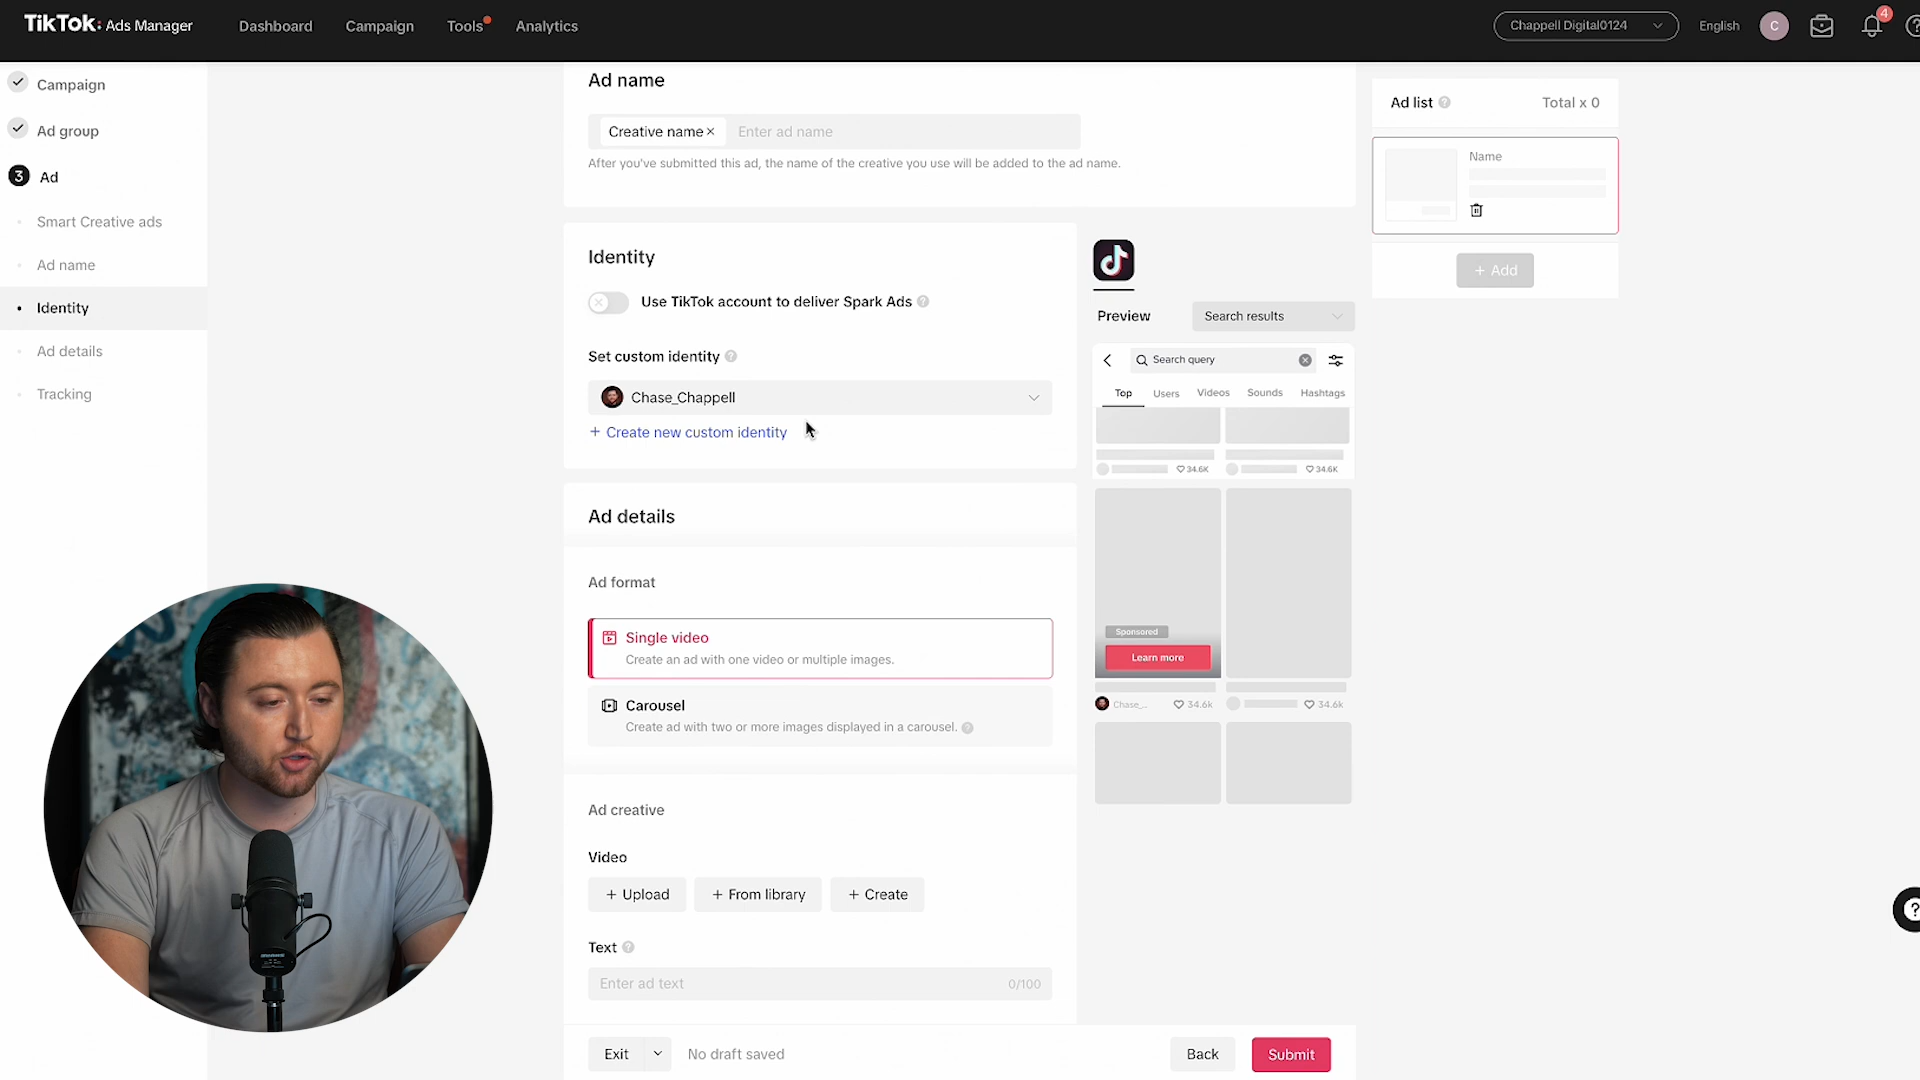 TikTok: Ads Manager
Dashboard
Campaign
Tools
Analytics
Chappell Digital0124
English
C
4
?
Campaign
Ad group
3 Ad
Smart Creative ads
Ad name
Identity
Ad details
Tracking
Ad name
Creative name ×
Enter ad name
After you've submitted this ad, the name of the creative you use will be added to the ad name.
Identity
Use TikTok account to deliver Spark Ads ?
Set custom identity ?
Chase_Chappell
+ Create new custom identity
Ad details
Ad format
Single video
Create an ad with one video or multiple images.
Carousel
Create ad with two or more images displayed in a carousel. ?
Ad creative
Video
+ Upload
+ From library
+ Create
Text ?
Enter ad text
0/100
Exit
No draft saved
Back
Submit
Preview
Search results
Search query
Top
Users
Videos
Sounds
Hashtags
34.6K
34.6K
Sponsored
Learn more
Chase_...
34.6k
34.6k
Ad list ?
Total x 0
Name
+ Add
?